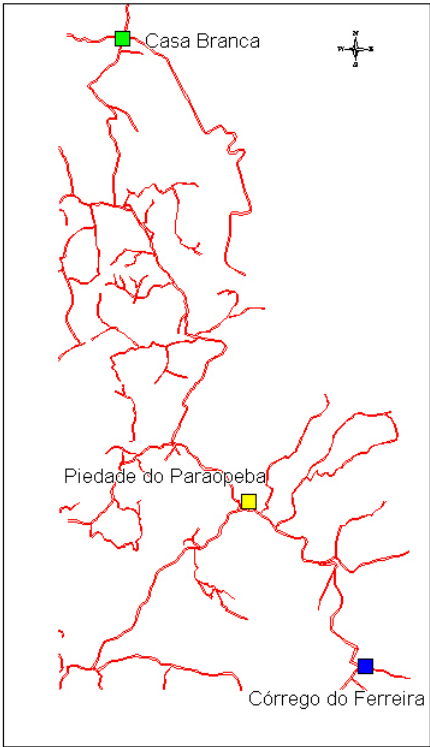 Casa Branca
N
W E
S
Piedade do Paraopeba
Córrego do Ferreira